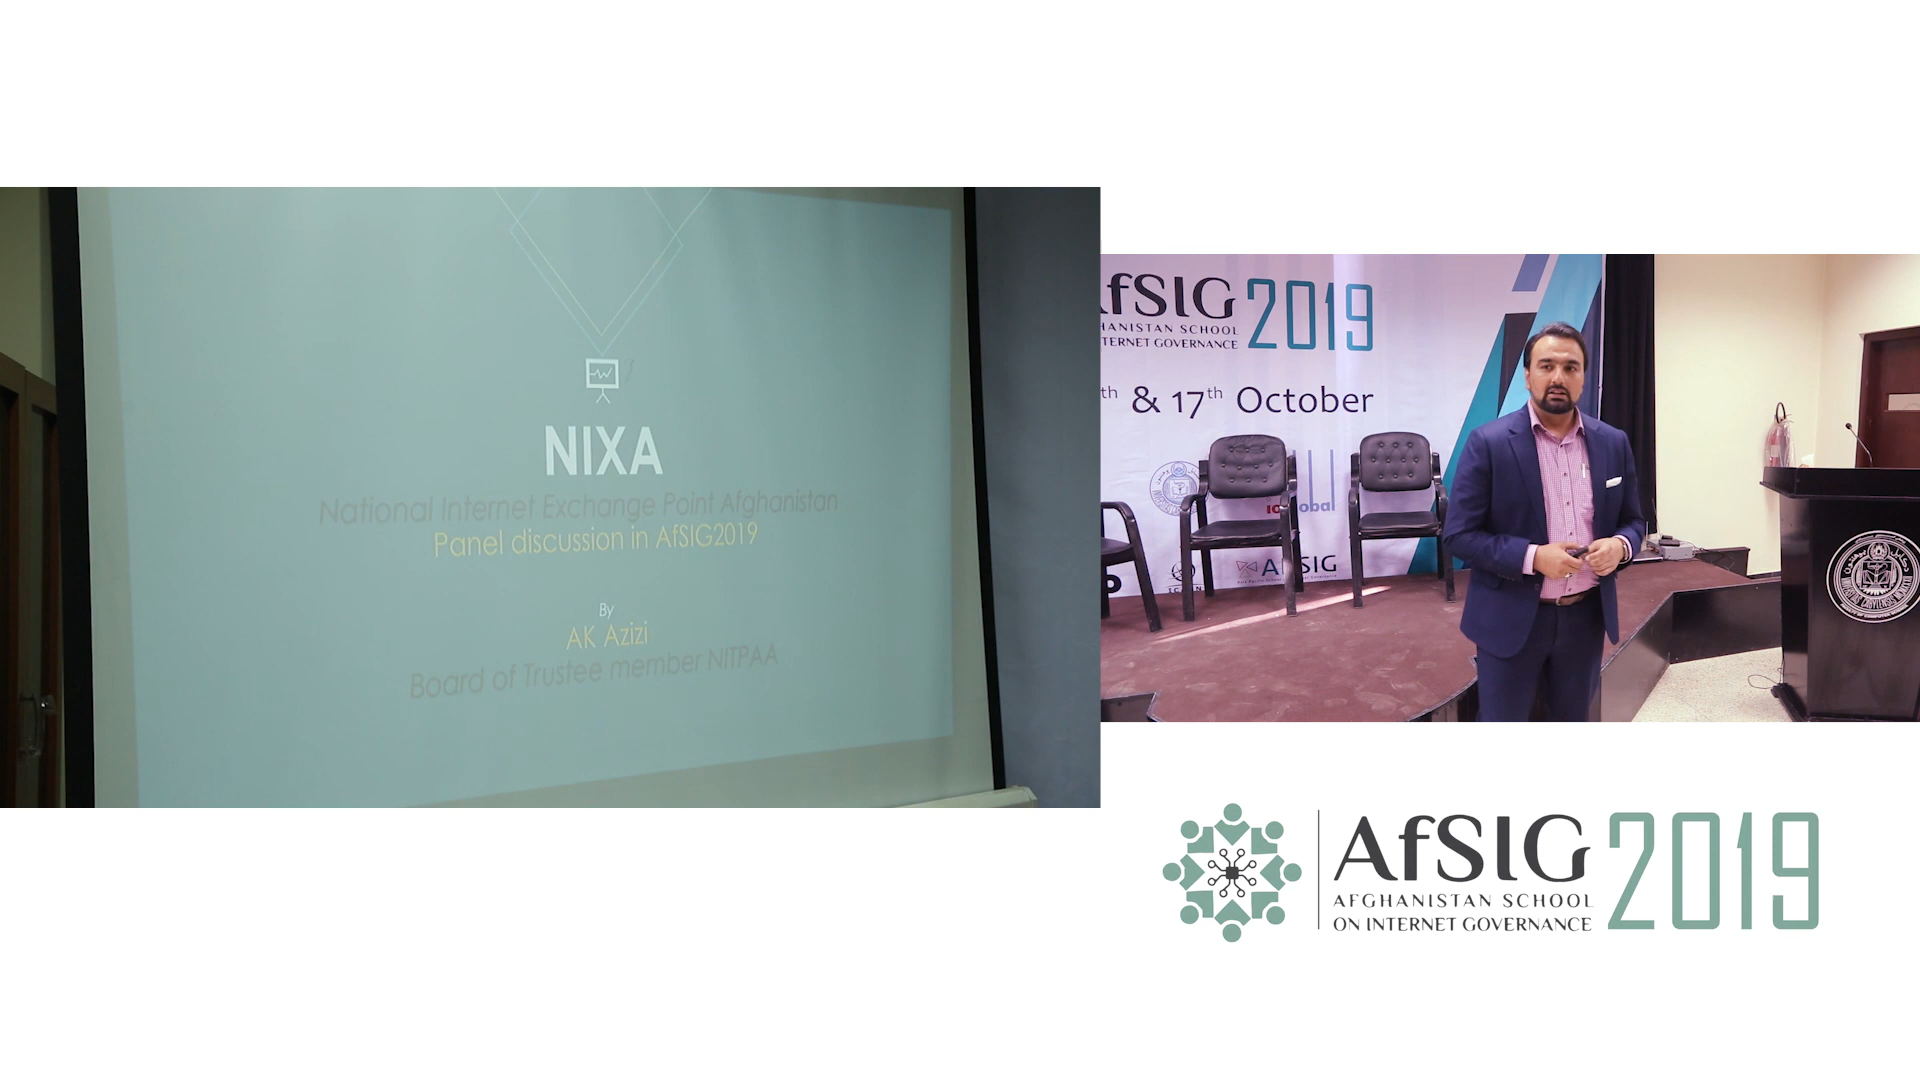 NIXA
National Internet Exchange Point Afghanistan
Panel discussion in AfSIG2019
By
AK Azizi
Board of Trustee member NITPAA
AfSIG 2019
HANISTAN SCHOOL
TERNET GOVERNANCE
th & 17th October
AfSIG
AFGHANISTAN SCHOOL
ON INTERNET GOVERNANCE
2019